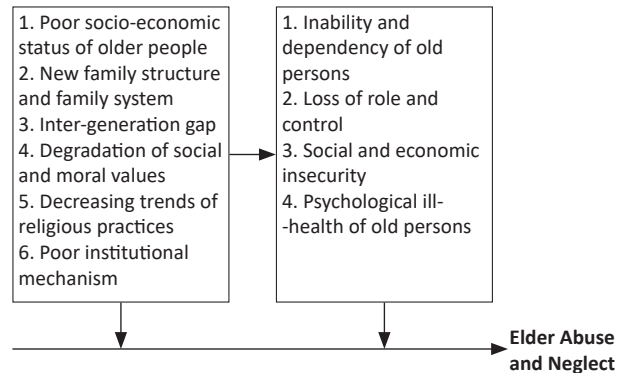 1. Poor socio-economic
status of older people
2. New family structure
and family system
3. Inter-generation gap
4. Degradation of social
and moral values
5. Decreasing trends of
religious practices
6. Poor institutional
mechanism
1. Inability and
dependency of old
persons
2. Loss of role and
control
3. Social and economic
insecurity
4. Psychological ill-
-health of old persons
Elder Abuse
and Neglect